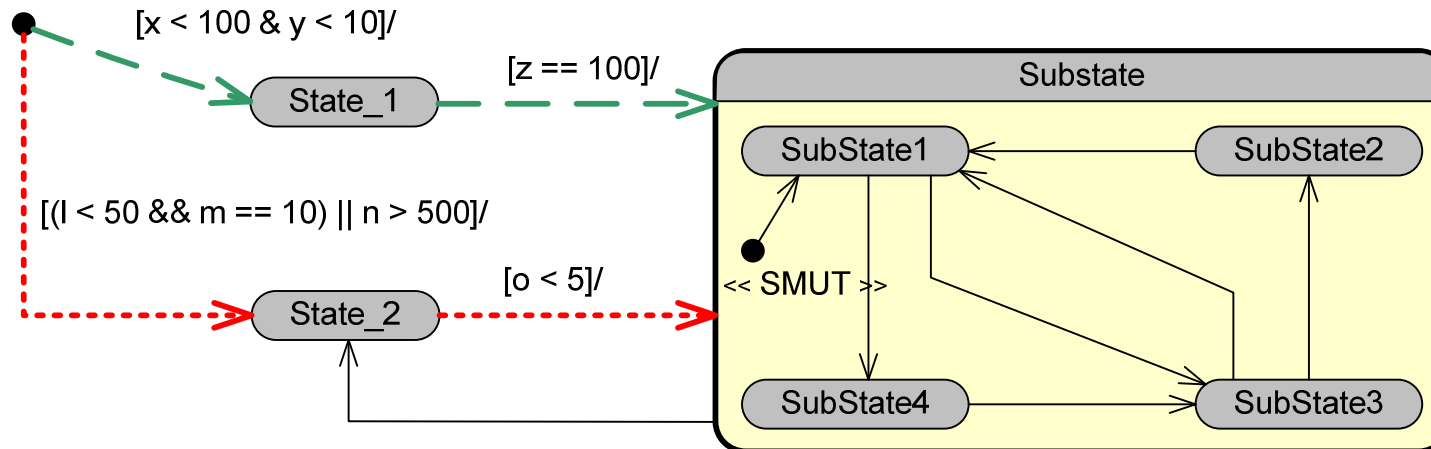 [x < 100 & y < 10]/
State_1
[z == 100]/
Substate
SubState1
SubState2
[(l < 50 && m == 10) || n > 500]/
<< SMUT >>
State_2
[o < 5]/
SubState4
SubState3